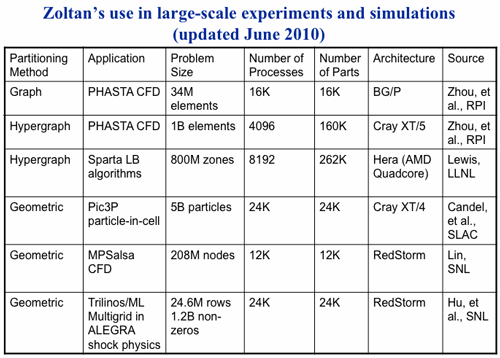 Zoltan's use in large-scale experiments and simulations
(updated June 2010)
Partitioning Method | Application | Problem Size | Number of Processes | Number of Parts | Architecture | Source
Graph | PHASTA CFD | 34M elements | 16K | 16K | BG/P | Zhou, et al., RPI
Hypergraph | PHASTA CFD | 1B elements | 4096 | 160K | Cray XT/5 | Zhou, et al., RPI
Hypergraph | Sparta LB algorithms | 800M zones | 8192 | 262K | Hera (AMD Quadcore) | Lewis, LLNL
Geometric | Pic3P particle-in-cell | 5B particles | 24K | 24K | Cray XT/4 | Candel, et al., SLAC
Geometric | MPSalsa CFD | 208M nodes | 12K | 12K | RedStorm | Lin, SNL
Geometric | Trilinos/ML Multigrid in ALEGRA shock physics | 24.6M rows 1.2B non-zeros | 24K | 24K | RedStorm | Hu, et al., SNL